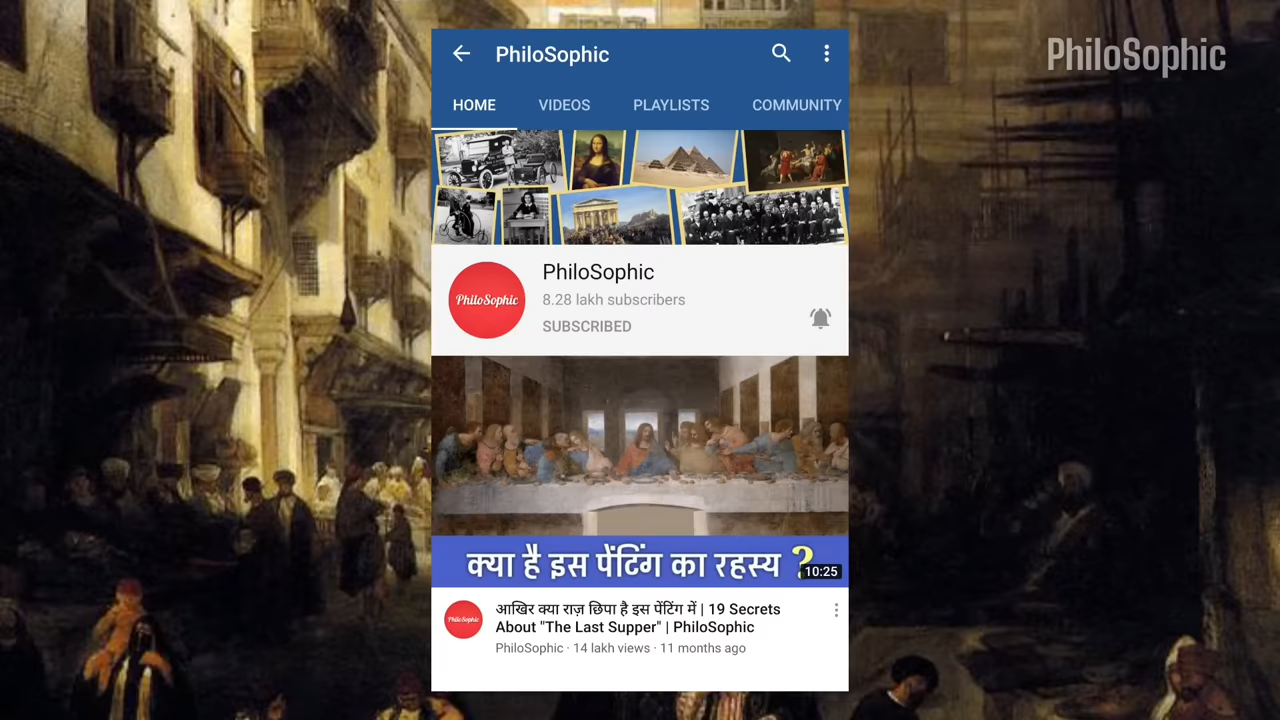 PhiloSophic
PhiloSophic
HOME VIDEOS PLAYLISTS COMMUNITY
PhiloSophic
PhiloSophic
8.28 lakh subscribers
SUBSCRIBED
क्या है इस पेंटिंग का रहस्य ?
10:25
PhiloSophic
आखिर क्या राज़ छिपा है इस पेंटिंग में | 19 Secrets
About "The Last Supper" | PhiloSophic
PhiloSophic · 14 lakh views · 11 months ago